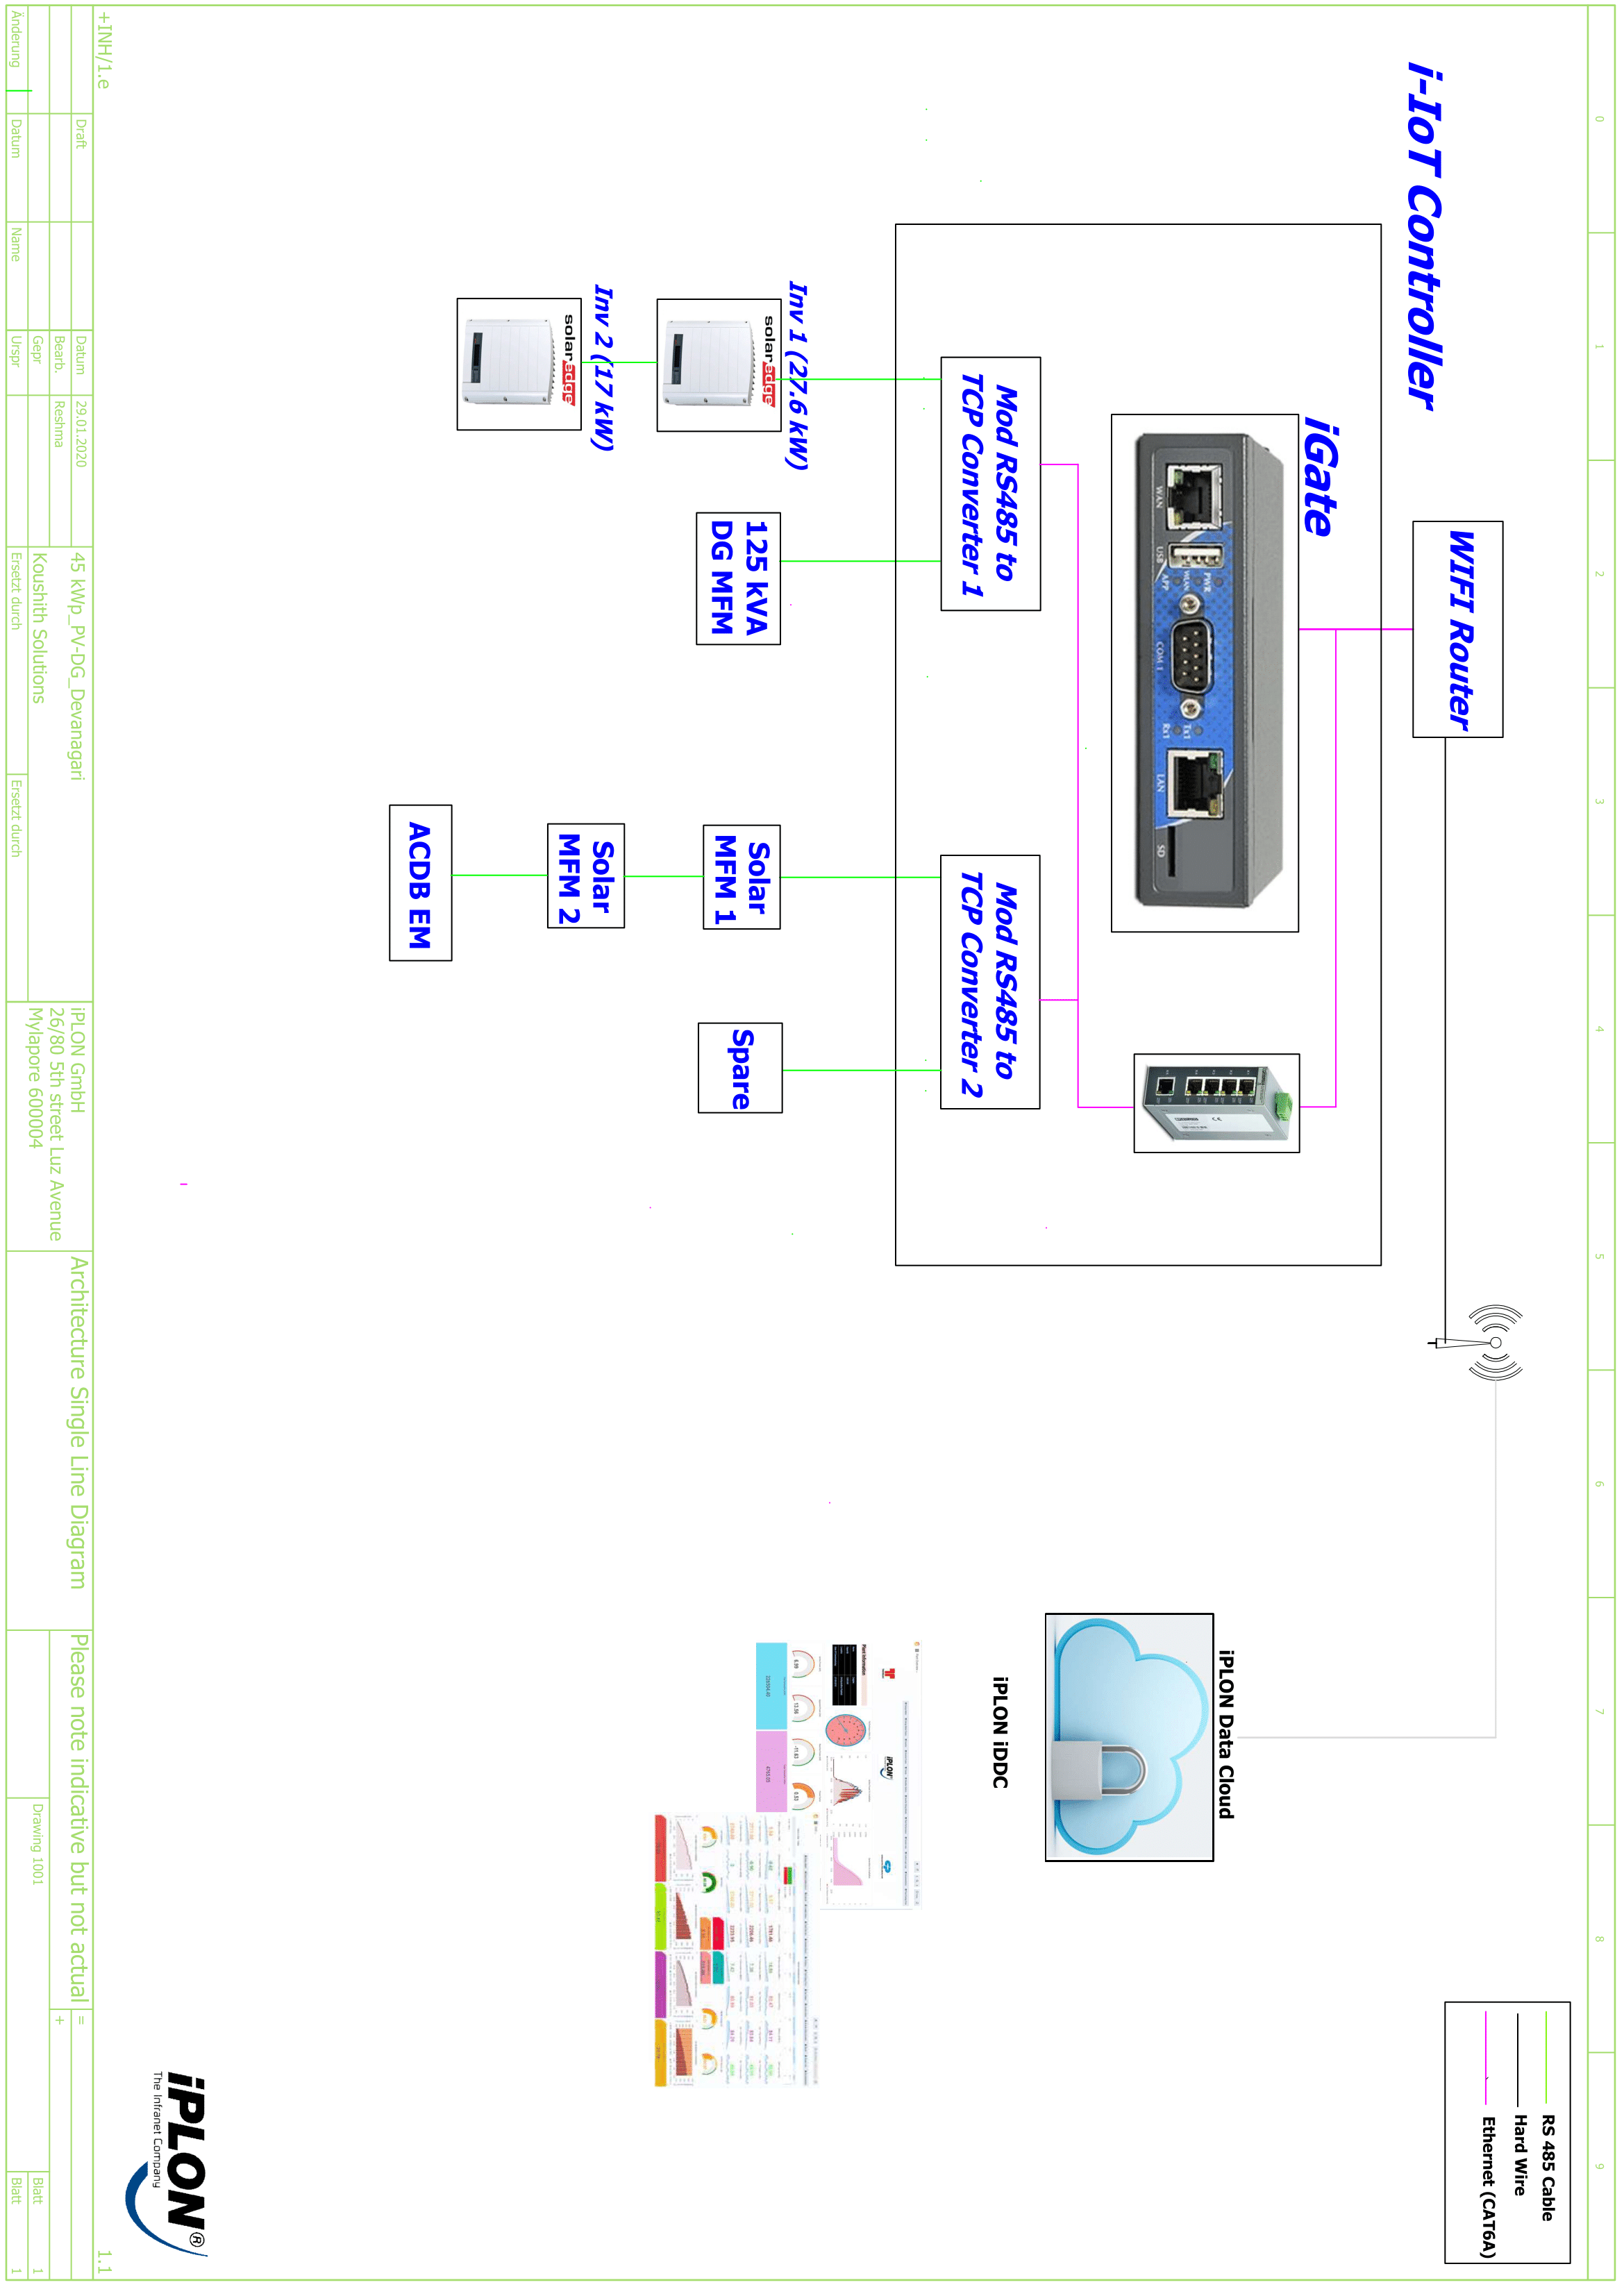 0
1
2
3
4
5
6
7
8
9
i-IoT Controller
WIFI Router
RS 485 Cable
Hard Wire
Ethernet (CAT6A)
iGate
WAN
USB
PWR
WLAN
APP
COM 1
Tx1
Rx1
LAN
SD
iPLON Data Cloud
iPLON iDDC
Mod RS485 to
TCP Converter 1
Mod RS485 to
TCP Converter 2
Inv 1 (27.6 kW)
solaredge
Inv 2 (17 kW)
solaredge
125 kVA
DG MFM
Solar
MFM 1
Solar
MFM 2
ACDB EM
Spare
Plant Information
iPLON
iPLON®
The Infranet Company
+INH/1.e
1.1
Draft
Datum
29.01.2020
Bearb.
Reshma
Gepr
Urspr
Änderung
Datum
Name
45 kWp_PV-DG_Devanagari
Koushith Solutions
Ersetzt durch
Ersetzt durch
iPLON GmbH
26/80 5th street Luz Avenue
Mylapore 600004
Architecture Single Line Diagram
Please note indicative but not actual
=
+
Drawing 1001
Blatt 1
Blatt 1